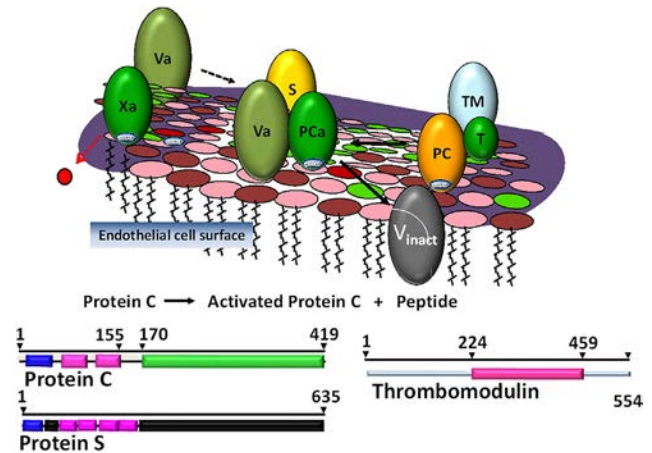 Va
S
TM
Xa
Va
PCa
PC
T
Vinact
Endothelial cell surface
Protein C → Activated Protein C + Peptide
1 155 170 419
Protein C
1 224 459
Thrombomodulin
554
1 635
Protein S